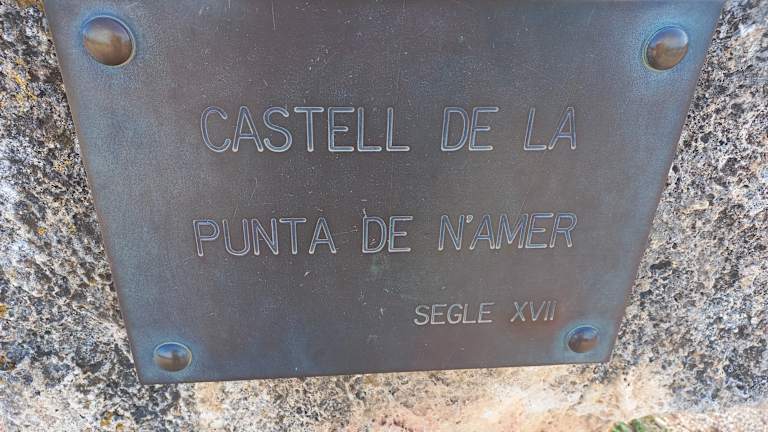 CASTELL DE LA
PUNTA DE N'AMER
SEGLE XVII